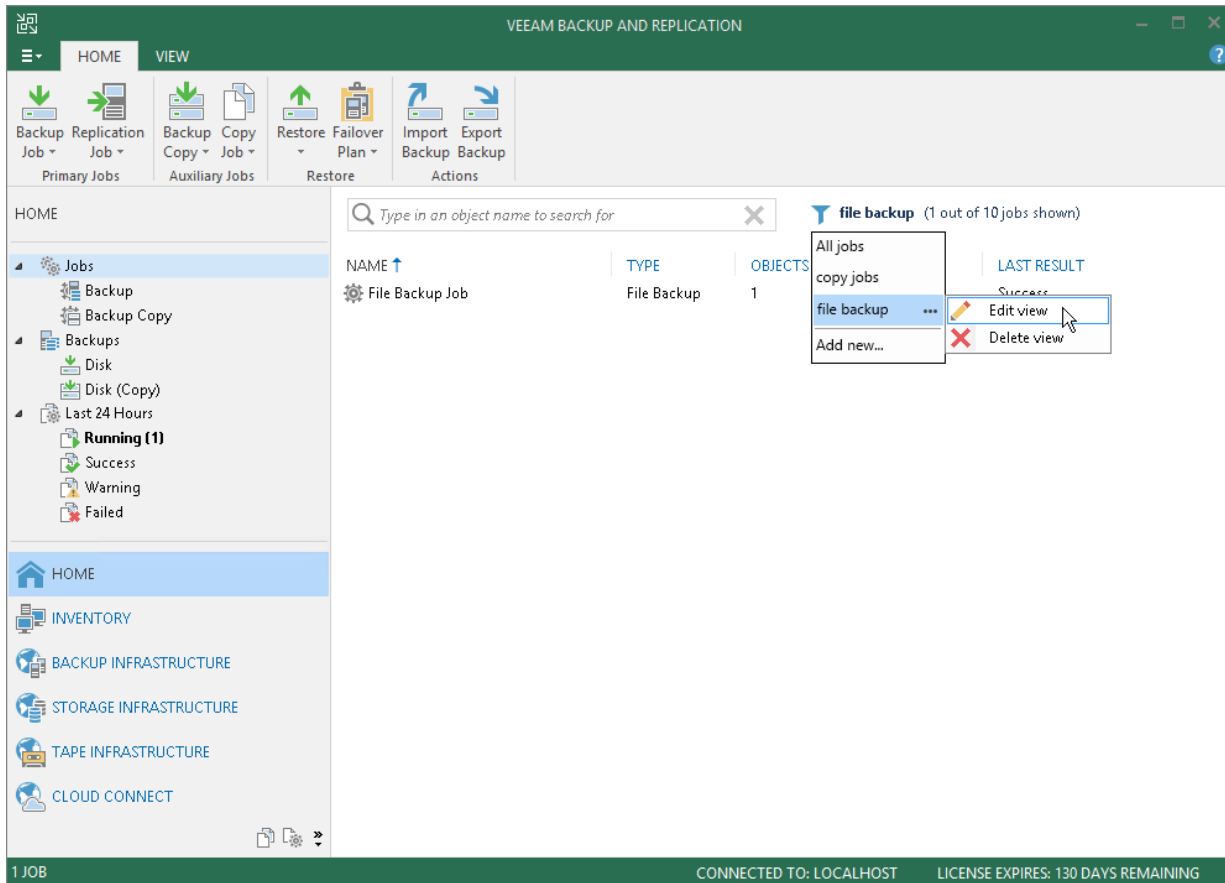 VEEAM BACKUP AND REPLICATION
HOME VIEW
?
Backup Job Replication Job Backup Copy Copy Job Restore Failover Plan Import Backup Export Backup
Primary Jobs Auxiliary Jobs Restore Actions
HOME
Type in an object name to search for
file backup (1 out of 10 jobs shown)
NAME TYPE OBJECTS LAST RESULT
File Backup Job File Backup 1 Success
All jobs
copy jobs
file backup ...
Add new...
Edit view
Delete view
Jobs
Backup
Backup Copy
Backups
Disk
Disk (Copy)
Last 24 Hours
Running (1)
Success
Warning
Failed
HOME
INVENTORY
BACKUP INFRASTRUCTURE
STORAGE INFRASTRUCTURE
TAPE INFRASTRUCTURE
CLOUD CONNECT
1 JOB CONNECTED TO: LOCALHOST LICENSE EXPIRES: 130 DAYS REMAINING